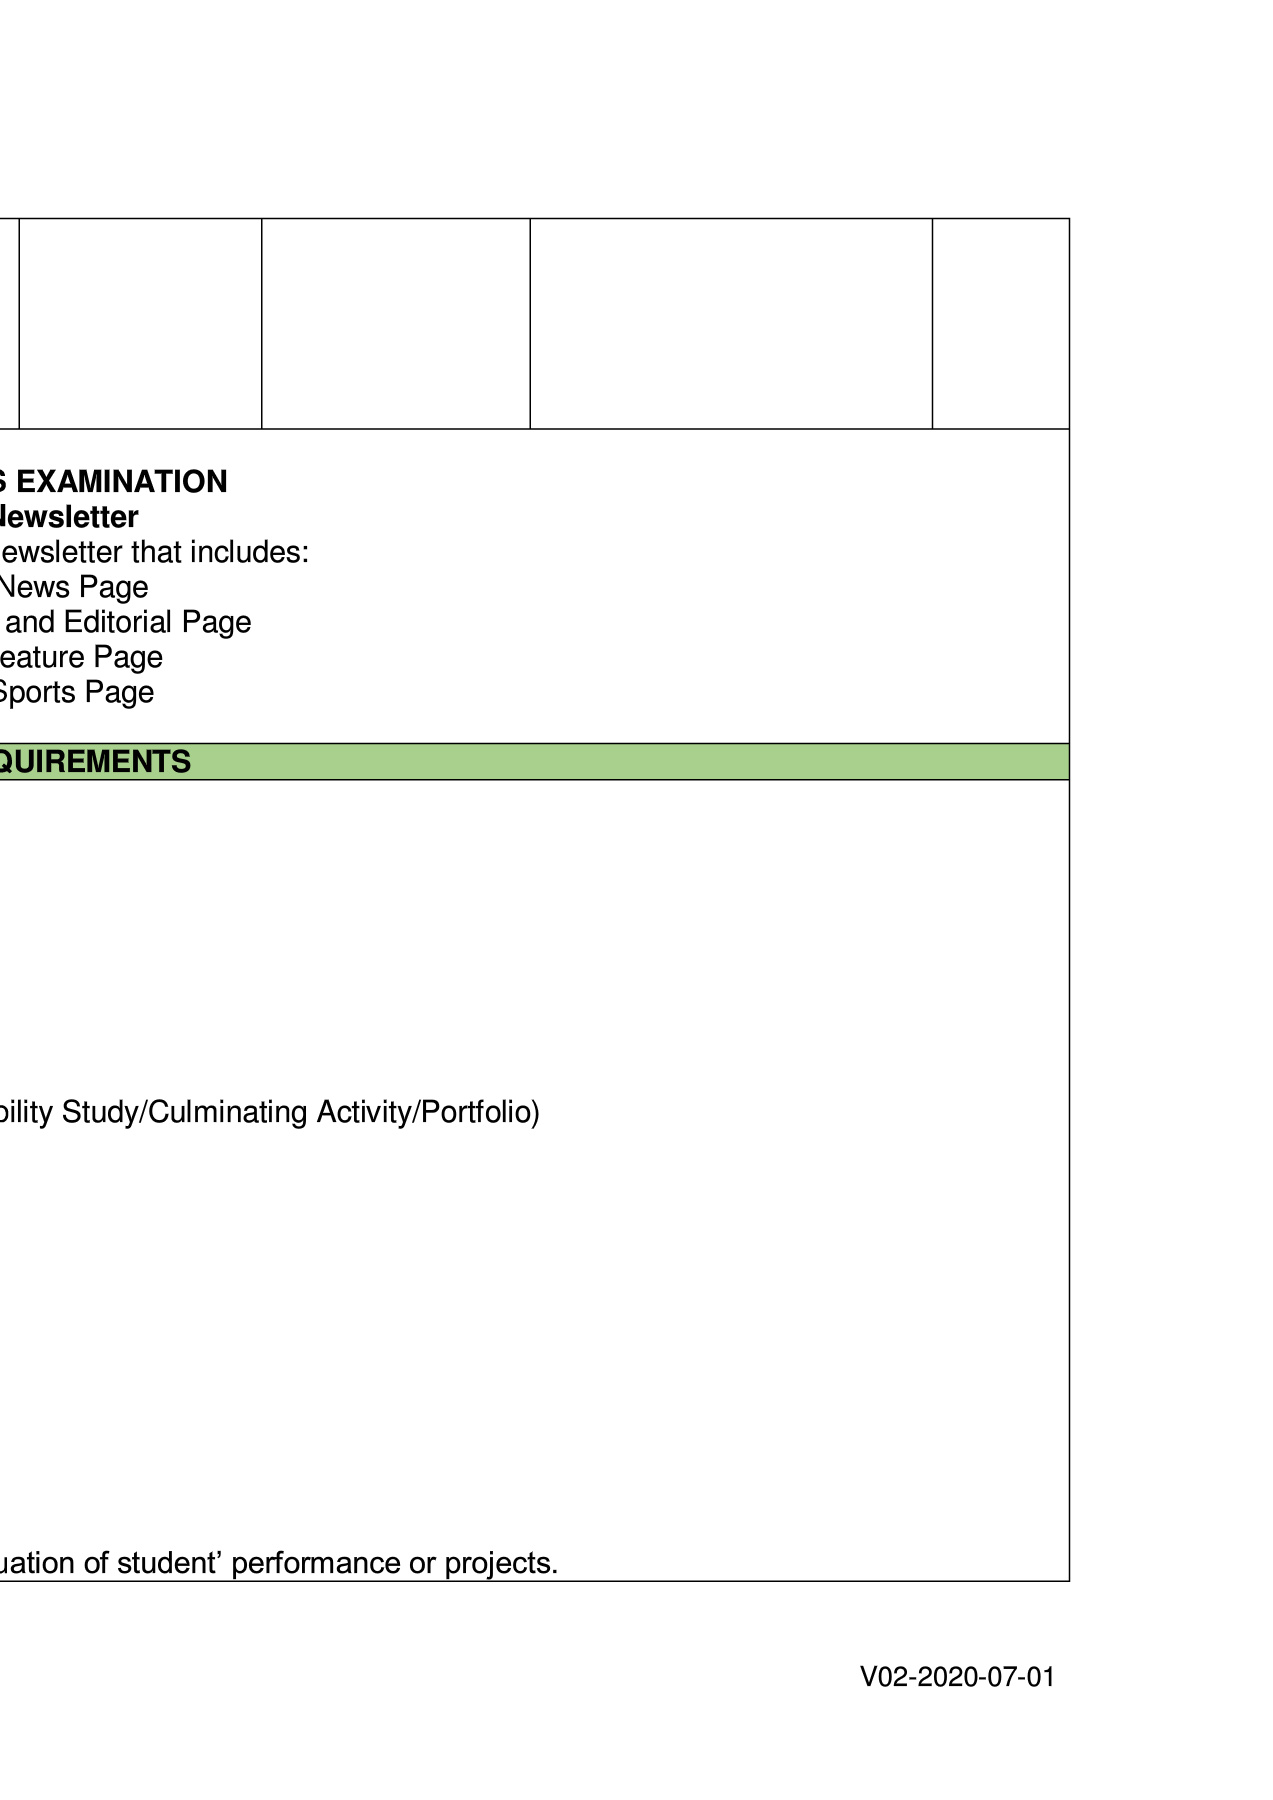 EXAMINATION
Newsletter
ewsletter that includes:
News Page
and Editorial Page
eature Page
Sports Page
QUIREMENTS
bility Study/Culminating Activity/Portfolio)
uation of student’ performance or projects.
V02-2020-07-01